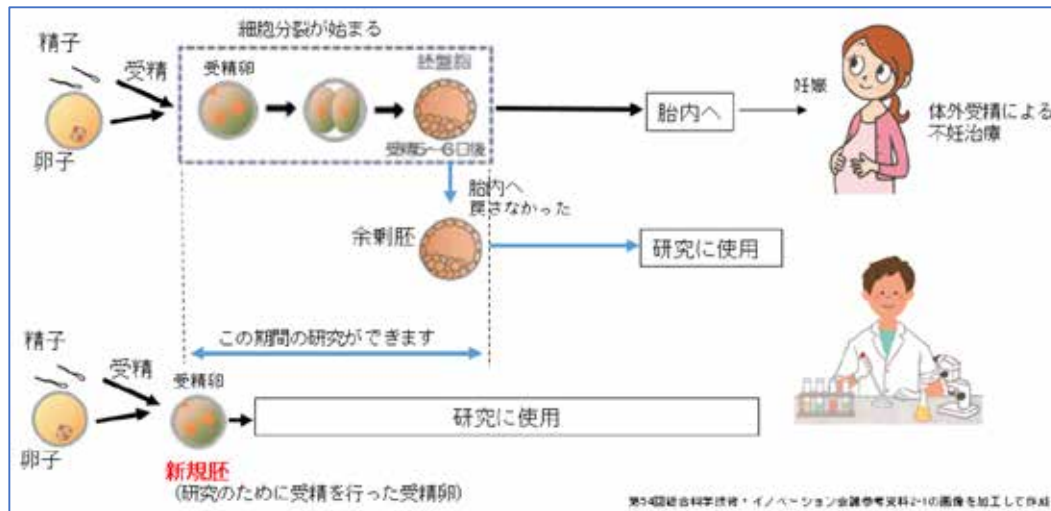 細胞分裂が始まる
精子
受精
受精卵
胚盤胞
卵子
受精5~6日後
胎内へ
妊娠
体外受精による
不妊治療
胎内へ
戻さなかった
余剰胚
研究に使用
この期間の研究ができます
精子
受精
受精卵
卵子
研究に使用
新規胚
(研究のために受精を行った受精卵)
第54回総合科学技術・イノベーション会議参考資料2-1の画像を加工して作成